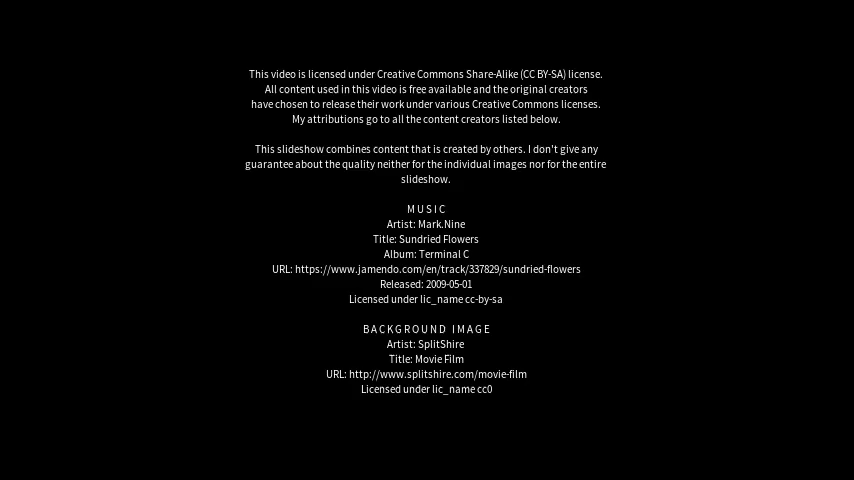 This video is licensed under Creative Commons Share-Alike (CC BY-SA) license.
All content used in this video is free available and the original creators
have chosen to release their work under various Creative Commons licenses.
My attributions go to all the content creators listed below.
This slideshow combines content that is created by others. I don't give any
guarantee about the quality neither for the individual images nor for the entire
slideshow.
MUSIC
Artist: Mark.Nine
Title: Sundried Flowers
Album: Terminal C
URL: https://www.jamendo.com/en/track/337829/sundried-flowers
Released: 2009-05-01
Licensed under lic_name cc-by-sa
BACKGROUND IMAGE
Artist: SplitShire
Title: Movie Film
URL: http://www.splitshire.com/movie-film
Licensed under lic_name cc0